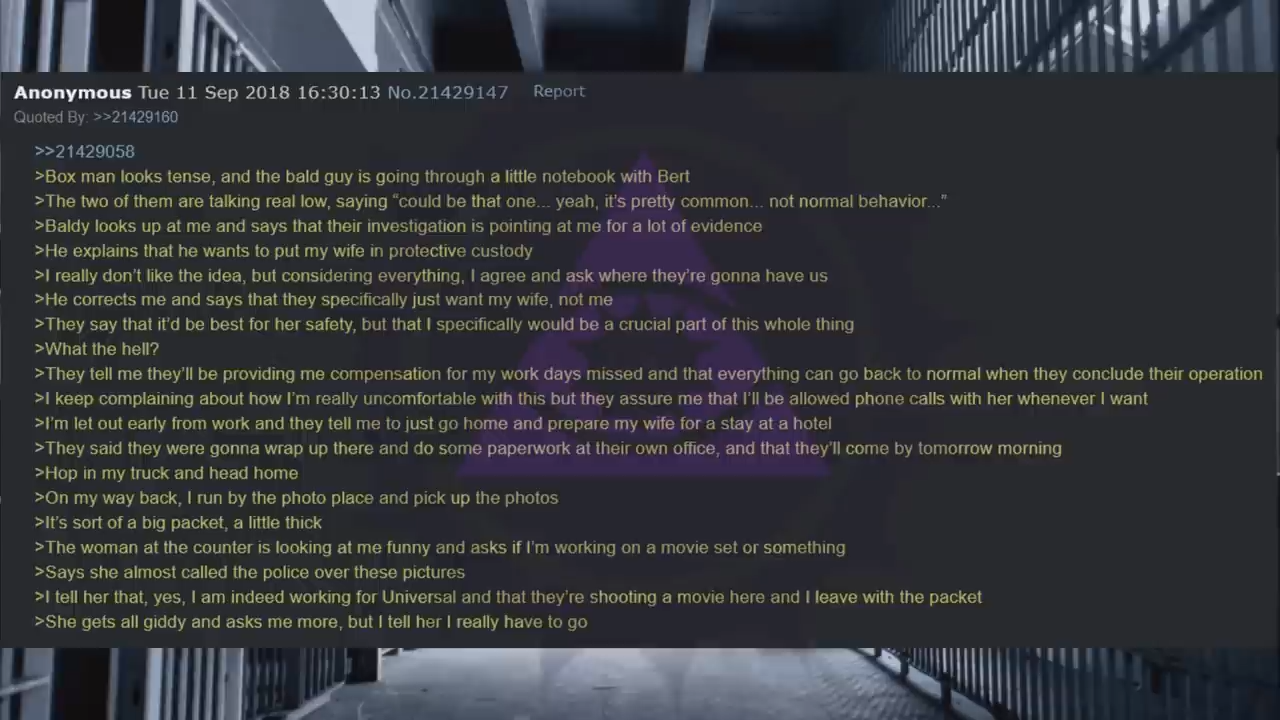 Anonymous Tue 11 Sep 2018 16:30:13 No.21429147 Report
Quoted By: >>21429160
>>21429058
>Box man looks tense, and the bald guy is going through a little notebook with Bert
>The two of them are talking real low, saying “could be that one... yeah, it’s pretty common... not normal behavior...”
>Baldy looks up at me and says that their investigation is pointing at me for a lot of evidence
>He explains that he wants to put my wife in protective custody
>I really don’t like the idea, but considering everything, I agree and ask where they’re gonna have us
>He corrects me and says that they specifically just want my wife, not me
>They say that it’d be best for her safety, but that I specifically would be a crucial part of this whole thing
>What the hell?
>They tell me they’ll be providing me compensation for my work days missed and that everything can go back to normal when they conclude their operation
>I keep complaining about how I’m really uncomfortable with this but they assure me that I’ll be allowed phone calls with her whenever I want
>I’m let out early from work and they tell me to just go home and prepare my wife for a stay at a hotel
>They said they were gonna wrap up there and do some paperwork at their own office, and that they’ll come by tomorrow morning
>Hop in my truck and head home
>On my way back, I run by the photo place and pick up the photos
>It’s sort of a big packet, a little thick
>The woman at the counter is looking at me funny and asks if I’m working on a movie set or something
>Says she almost called the police over these pictures
>I tell her that, yes, I am indeed working for Universal and that they’re shooting a movie here and I leave with the packet
>She gets all giddy and asks me more, but I tell her I really have to go